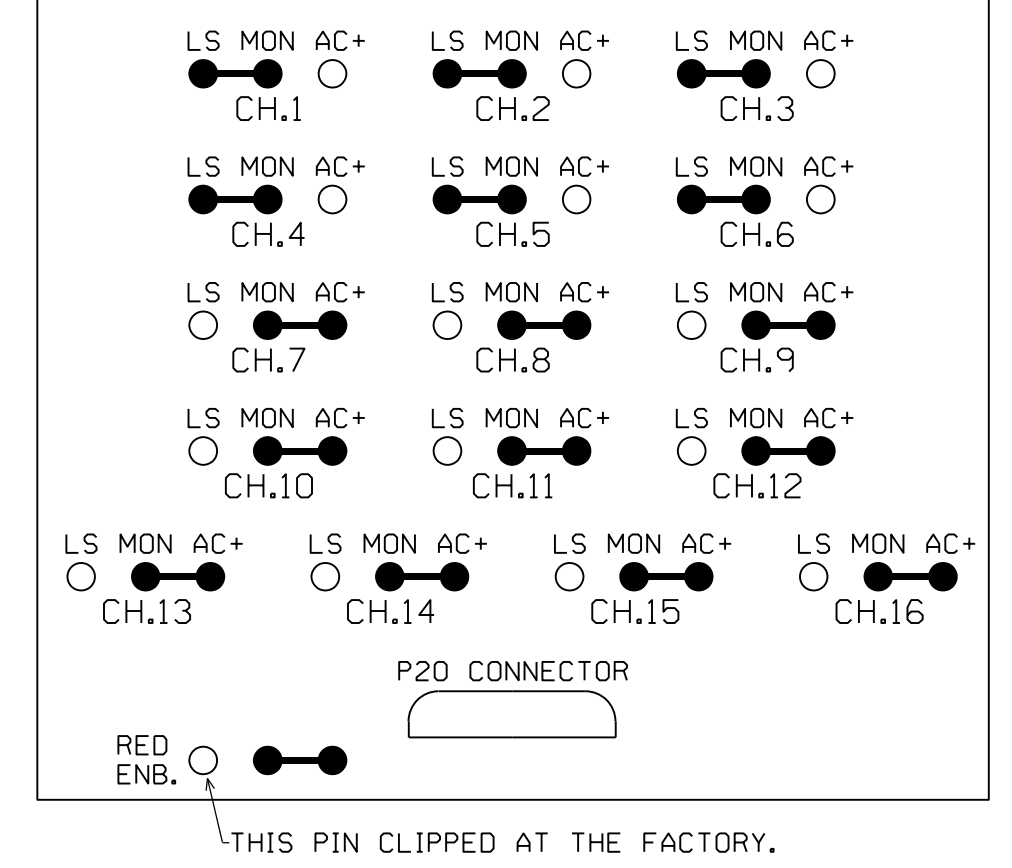 LS MON AC+ LS MON AC+ LS MON AC+
CH.1 CH.2 CH.3
LS MON AC+ LS MON AC+ LS MON AC+
CH.4 CH.5 CH.6
LS MON AC+ LS MON AC+ LS MON AC+
CH.7 CH.8 CH.9
LS MON AC+ LS MON AC+ LS MON AC+
CH.10 CH.11 CH.12
LS MON AC+ LS MON AC+ LS MON AC+ LS MON AC+
CH.13 CH.14 CH.15 CH.16
P20 CONNECTOR
RED
ENB.
THIS PIN CLIPPED AT THE FACTORY.